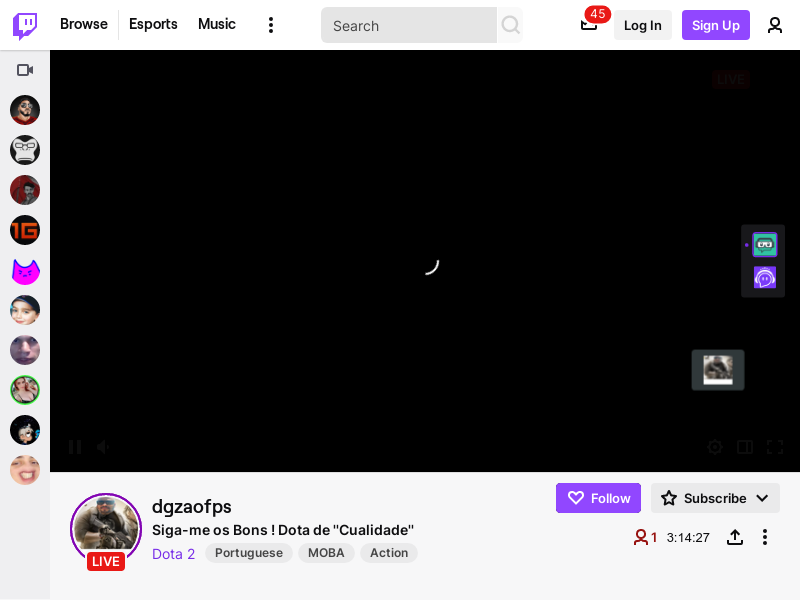 Browse
Esports
Music
Search
45
Log In
Sign Up
LIVE
1G
dgzaofps
Siga-me os Bons ! Dota de "Cualidade"
Dota 2
Portuguese
MOBA
Action
LIVE
Follow
Subscribe
1
3:14:27